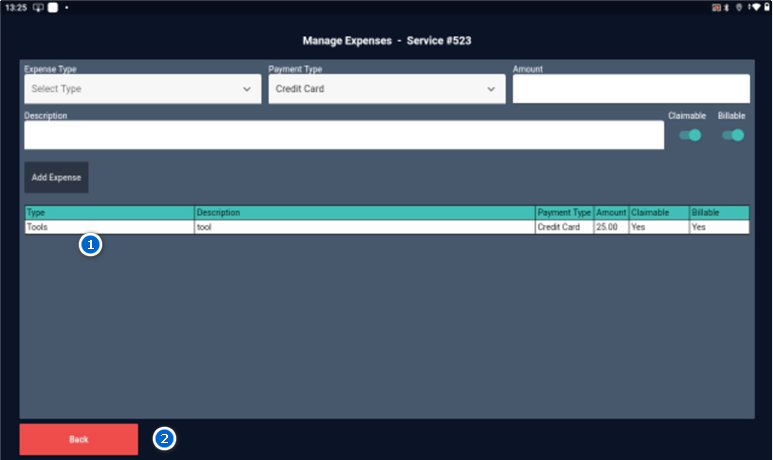 13:25
Manage Expenses - Service #523
Expense Type Payment Type Amount
Select Type Credit Card
Description Claimable Billable
Add Expense
Type Description Payment Type Amount Claimable Billable
Tools tool Credit Card 25.00 Yes Yes
1
Back 2